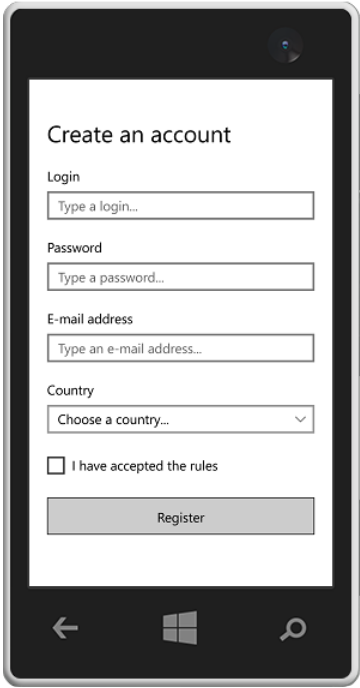 Create an account
Login
Type a login...
Password
Type a password...
E-mail address
Type an e-mail address...
Country
Choose a country...
I have accepted the rules
Register